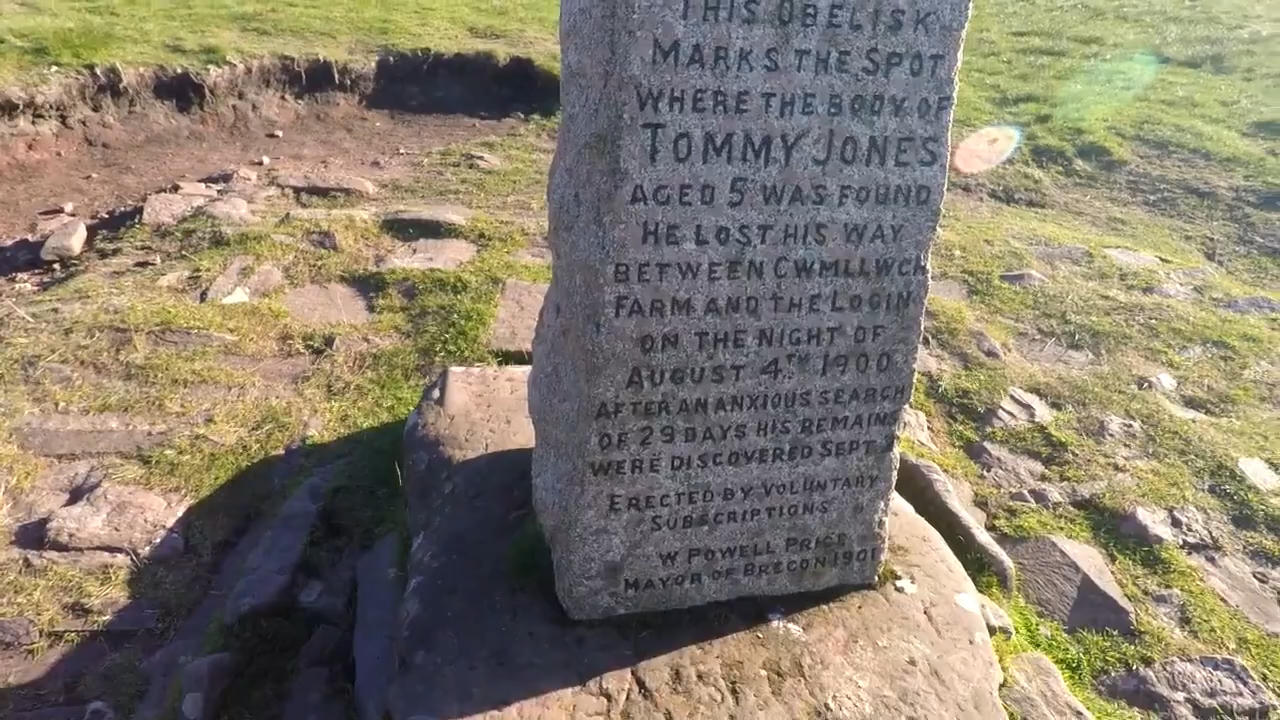 THIS OBELISK
MARKS THE SPOT
WHERE THE BODY OF
TOMMY JONES
AGED 5 WAS FOUND
HE LOST HIS WAY
BETWEEN CWMLLWCH
FARM AND THE LOGIN
ON THE NIGHT OF
AUGUST 4TH 1900
AFTER AN ANXIOUS SEARCH
OF 29 DAYS HIS REMAINS
WERE DISCOVERED SEPT
ERECTED BY VOLUNTARY
SUBSCRIPTIONS
W POWELL PRICE
MAYOR OF BRECON 1901